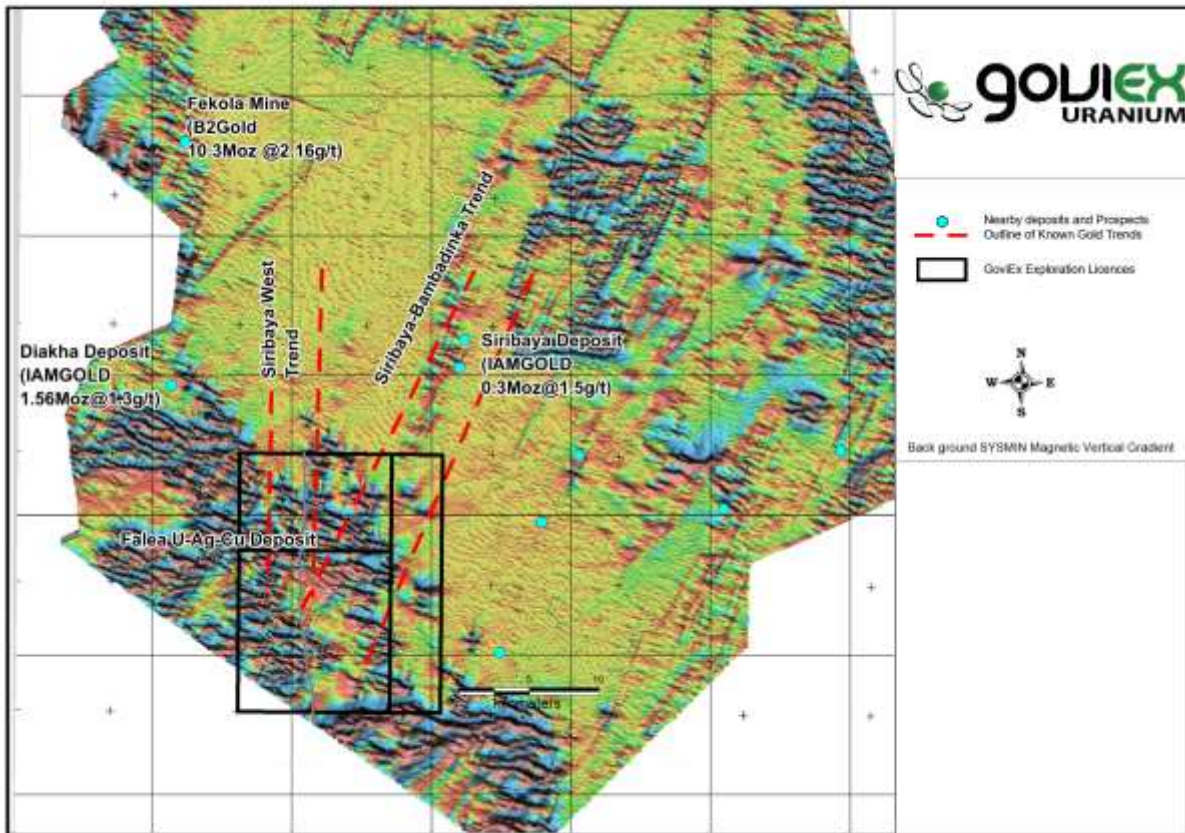 goviEX
URANIUM
Fekola Mine
(B2Gold
10.3Moz @2.16g/t)
Siribaya-Bambadinka Trend
Siribaya West
Trend
Diakha Deposit
(IAMGOLD
1.56Moz@1.3g/t)
Siribaya Deposit
(IAMGOLD
0.3Moz@1.5g/t)
Falea U-Ag-Cu Deposit
5
10
Kilometers
Nearby deposits and Prospects
Outline of Known Gold Trends
GoviEx Exploration Licences
N
W
E
S
Back ground SYSMIN Magnetic Vertical Gradient